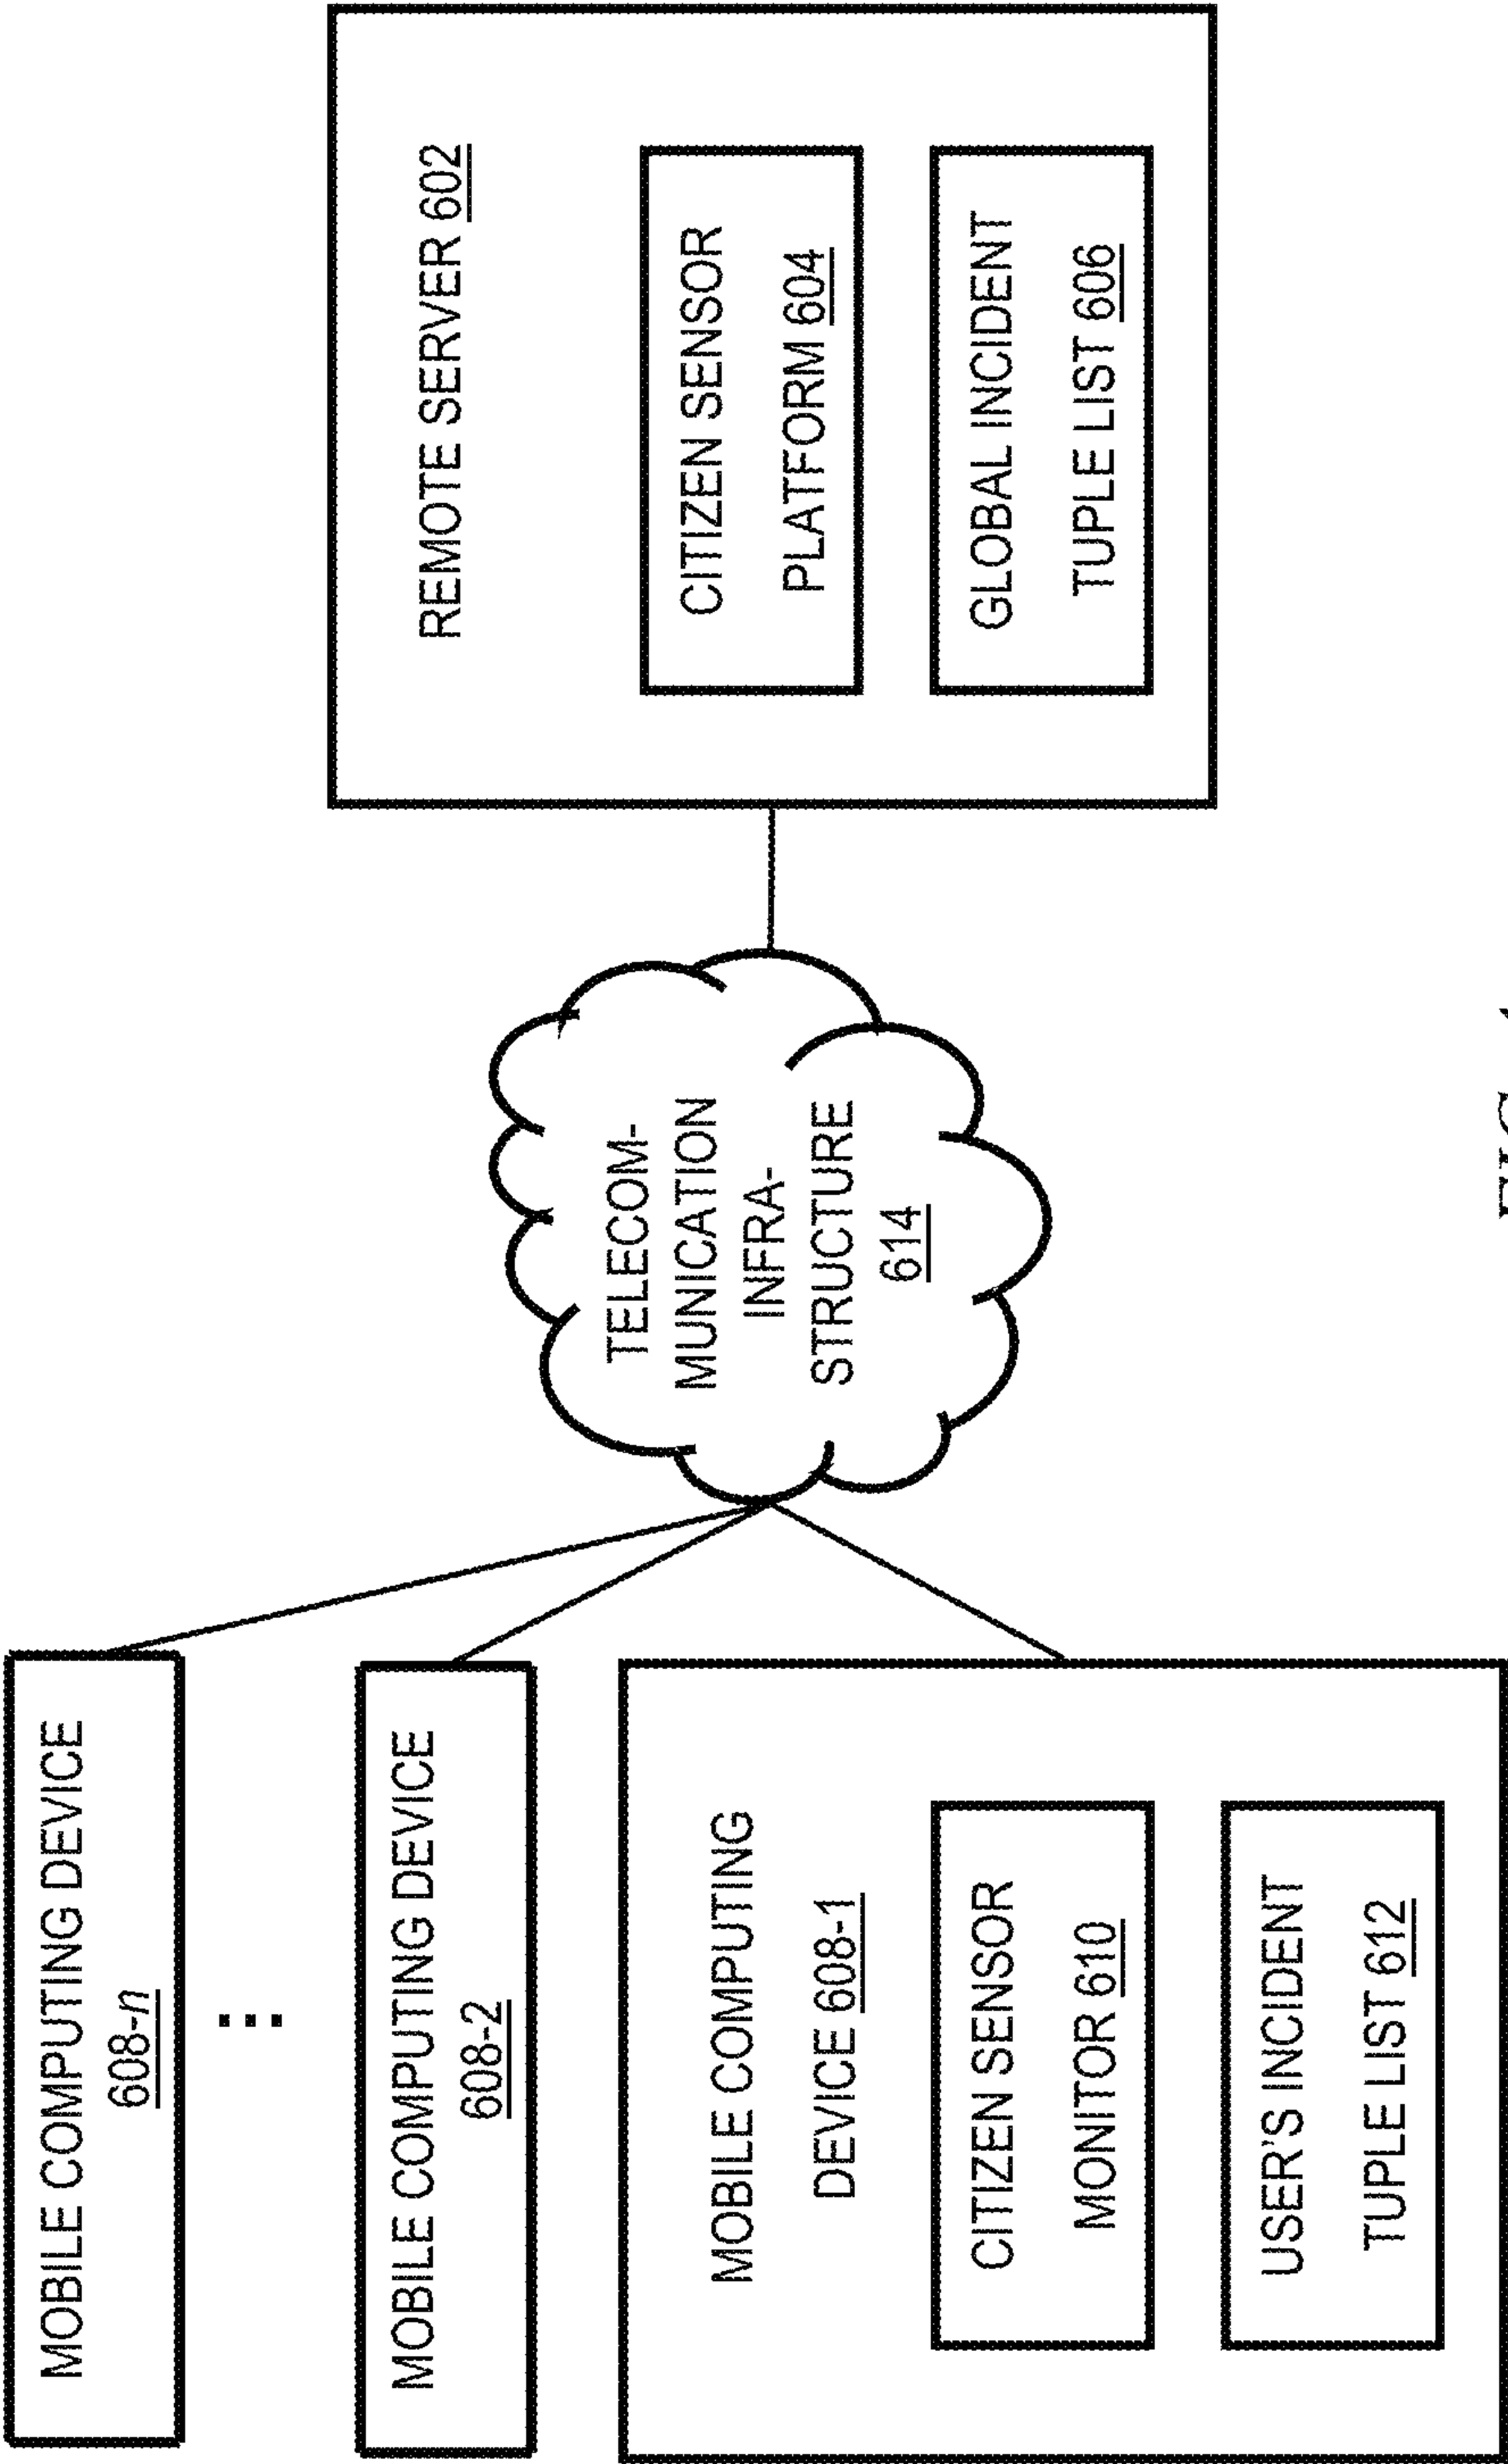 MOBILE COMPUTING DEVICE
608-n
...
MOBILE COMPUTING DEVICE
608-2
MOBILE COMPUTING
DEVICE 608-1
CITIZEN SENSOR
MONITOR 610
USER'S INCIDENT
TUPLE LIST 612
TELECOM-
MUNICATION
INFRA-
STRUCTURE
614
REMOTE SERVER 602
CITIZEN SENSOR
PLATFORM 604
GLOBAL INCIDENT
TUPLE LIST 606